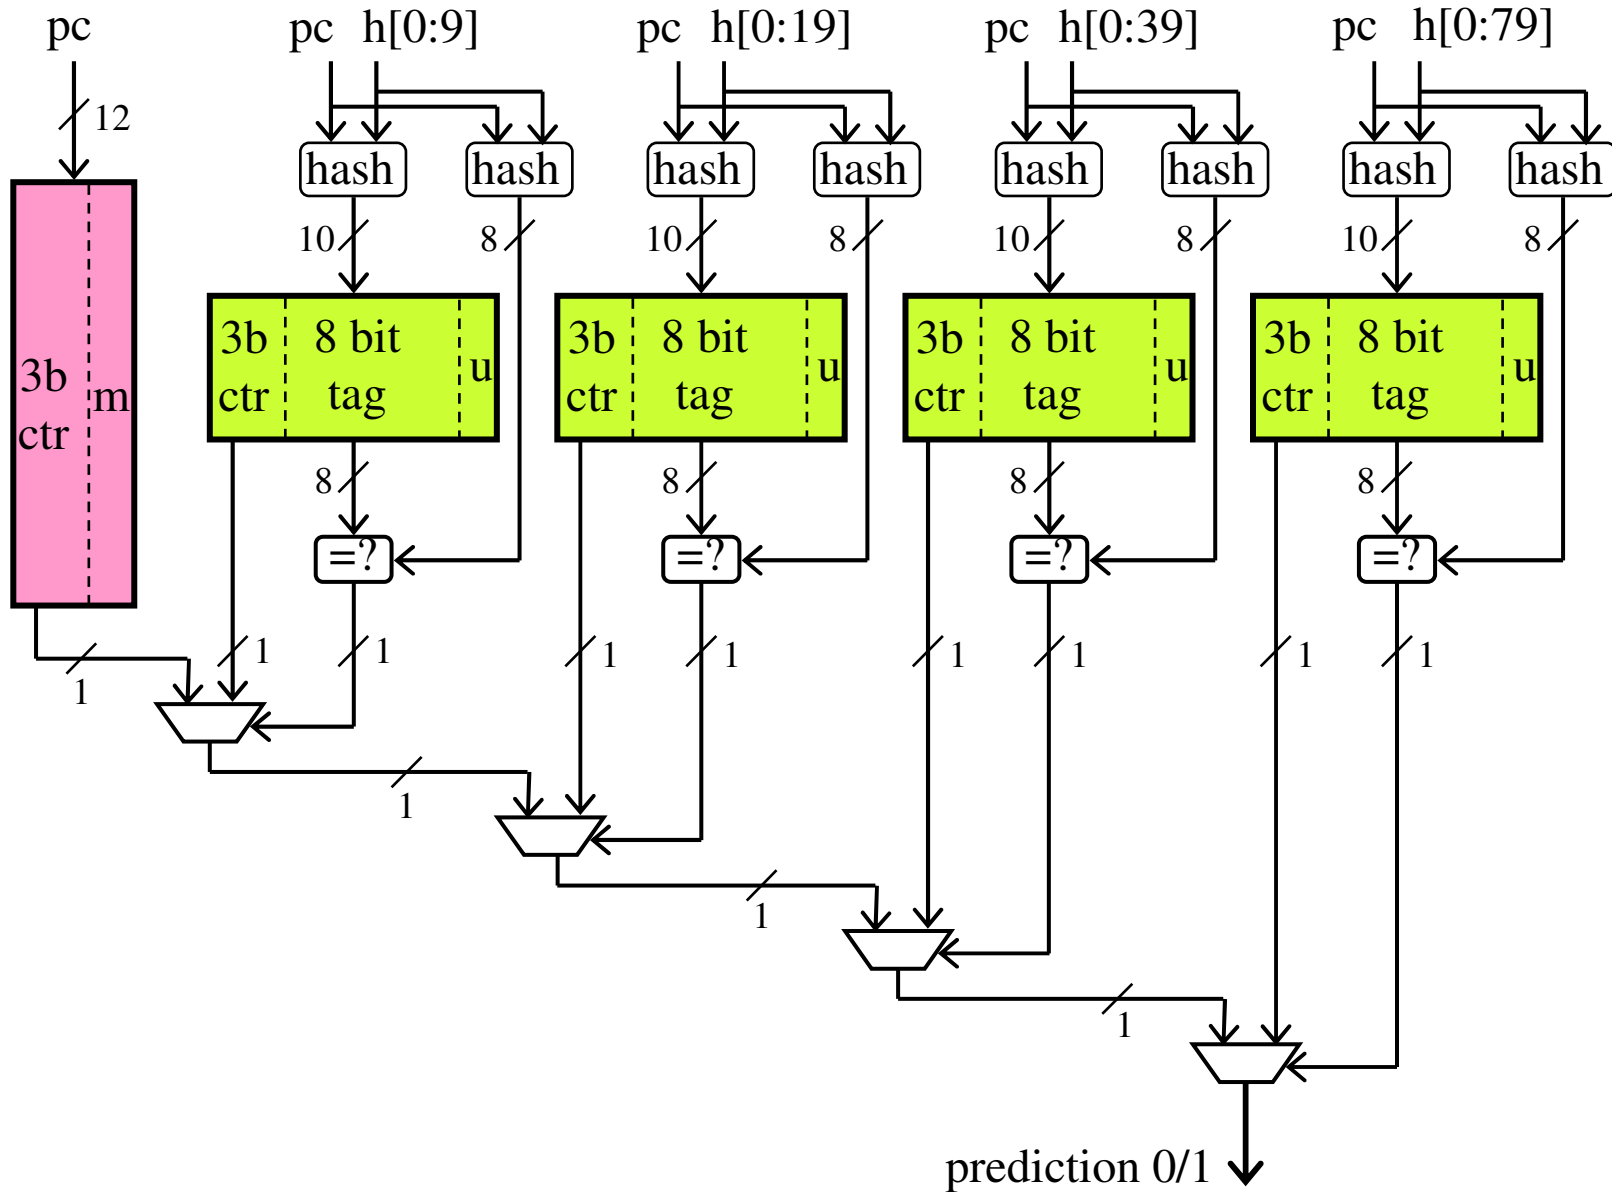 pc pc h[0:9] pc h[0:19] pc h[0:39] pc h[0:79]
12
hash hash hash hash hash hash hash hash
10 8 10 8 10 8 10 8
3b 8 bit 3b 8 bit 3b 8 bit 3b 8 bit
3b m ctr tag u ctr tag u ctr tag u ctr tag u
ctr
8 8 8 8
=? =? =? =?
1 1 1 1 1 1 1 1
1
1
1
1
prediction 0/1